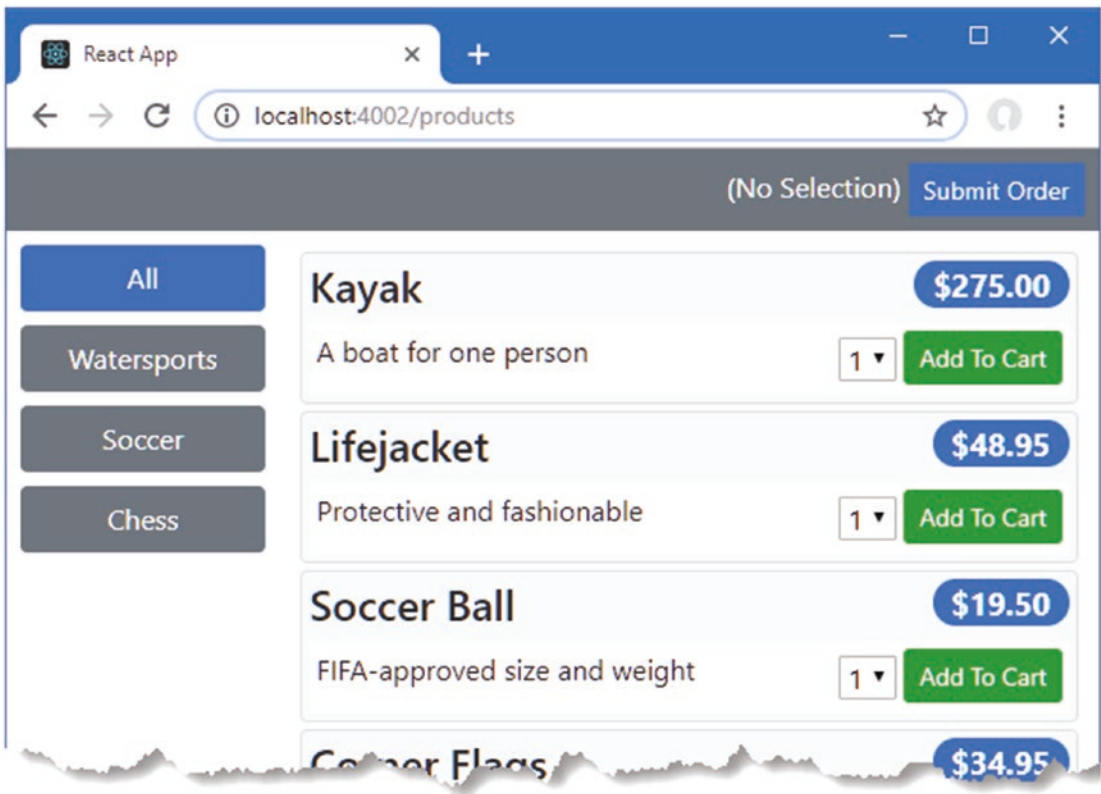 React App
localhost:4002/products
(No Selection) Submit Order
All
Watersports
Soccer
Chess
Kayak $275.00
A boat for one person 1 Add To Cart
Lifejacket $48.95
Protective and fashionable 1 Add To Cart
Soccer Ball $19.50
FIFA-approved size and weight 1 Add To Cart
Corner Flags $34.95